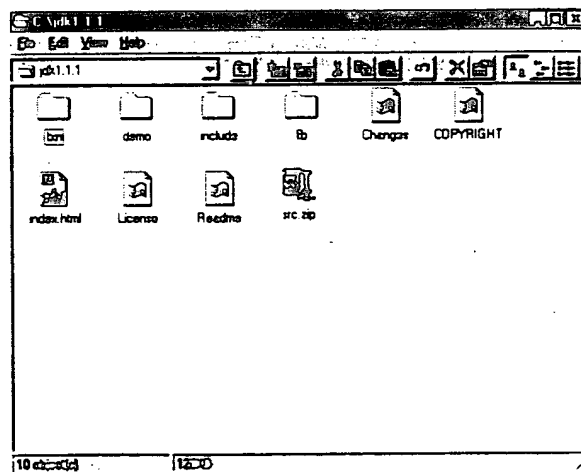 C:\jdk1.1.1
File Edit View Help
jdk1.1.1
bin demo include lib Changes COPYRIGHT
index.html License Readme src.zip
10 object(s)